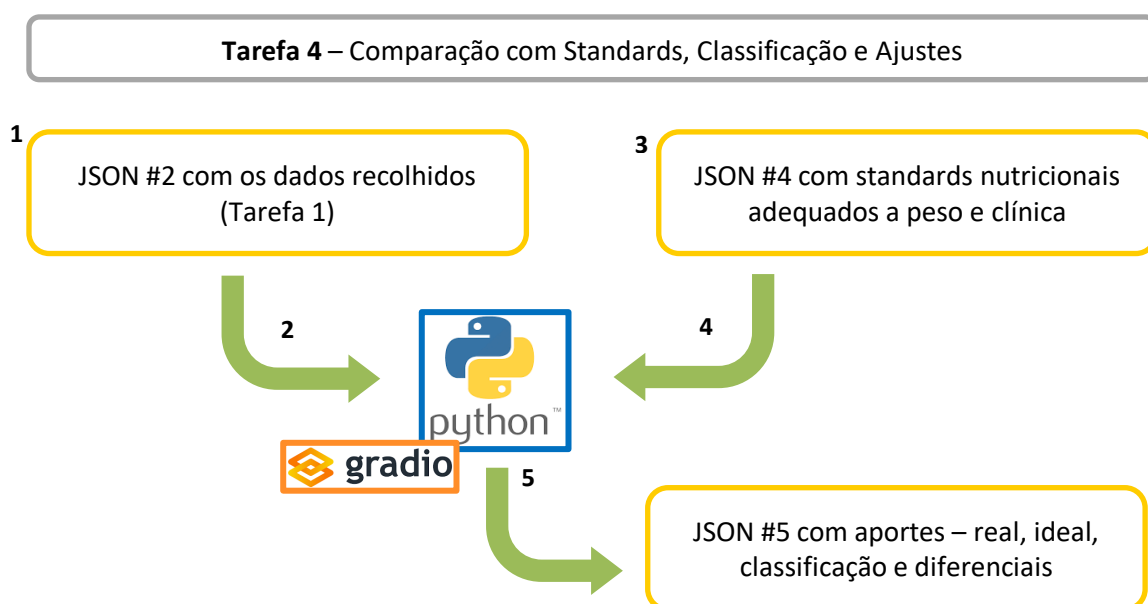 Tarefa 4 – Comparação com Standards, Classificação e Ajustes
1
JSON #2 com os dados recolhidos
(Tarefa 1)
3
JSON #4 com standards nutricionais
adequados a peso e clínica
2
4
python™
gradio
5
JSON #5 com aportes – real, ideal,
classificação e diferenciais